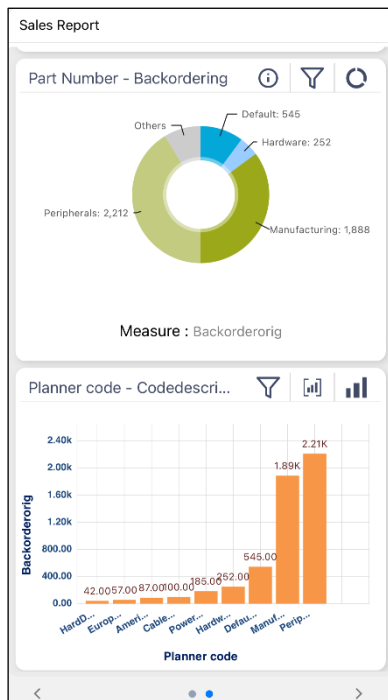 Sales Report
Part Number - Backordering
Others
Default: 545
Hardware: 252
Peripherals: 2,212
Manufacturing: 1,888
Measure : Backorderorig
Planner code - Codedescri...
2.40k
2.00k
1.60k
1.20k
800.00
400.00
0.00
Backorderorig
42.00
57.00
87.00
100.00
185.00
252.00
545.00
1.89K
2.21K
HardD...
Europ...
Ameri...
Cable...
Power...
Hardw...
Defau...
Manuf...
Perip...
Planner code